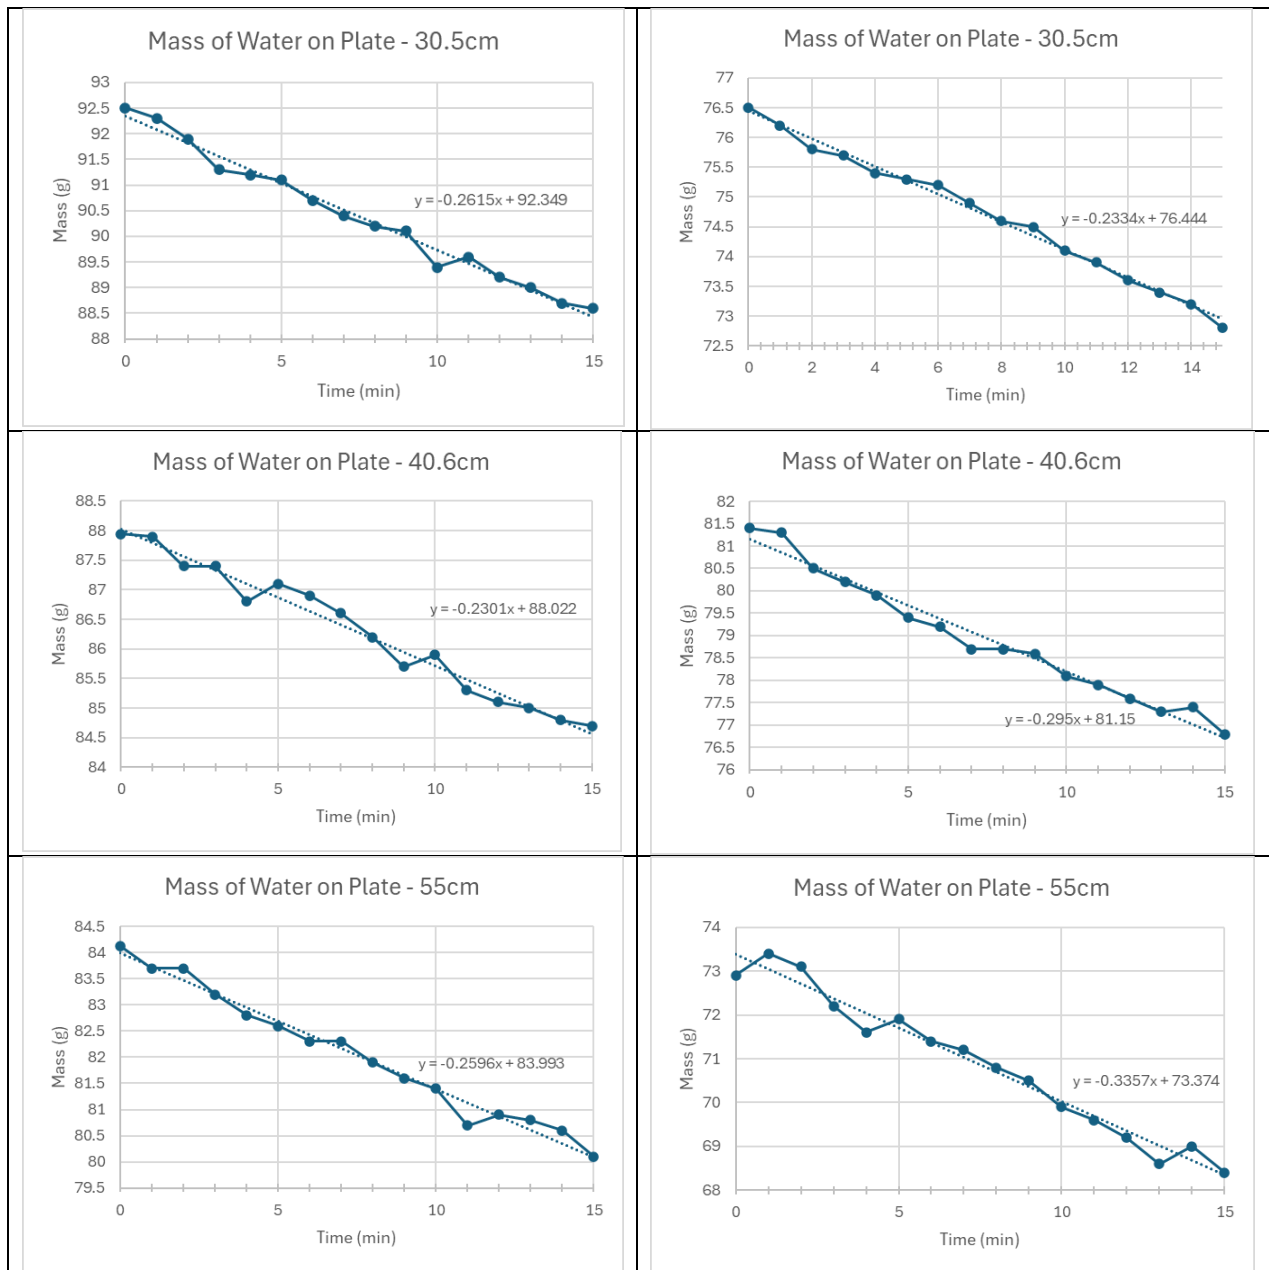 Mass of Water on Plate - 30.5cm
93
92.5
92
91.5
91
90.5
90
89.5
89
88.5
88
Mass (g)
y = -0.2615x + 92.349
0 5 10 15
Time (min)
Mass of Water on Plate - 30.5cm
77
76.5
76
75.5
75
74.5
74
73.5
73
72.5
Mass (g)
y = -0.2334x + 76.444
0 2 4 6 8 10 12 14
Time (min)
Mass of Water on Plate - 40.6cm
88.5
88
87.5
87
86.5
86
85.5
85
84.5
84
Mass (g)
y = -0.2301x + 88.022
0 5 10 15
Time (min)
Mass of Water on Plate - 40.6cm
82
81.5
81
80.5
80
79.5
79
78.5
78
77.5
77
76.5
76
Mass (g)
y = -0.295x + 81.15
0 5 10 15
Time (min)
Mass of Water on Plate - 55cm
84.5
84
83.5
83
82.5
82
81.5
81
80.5
80
79.5
Mass (g)
y = -0.2596x + 83.993
0 5 10 15
Time (min)
Mass of Water on Plate - 55cm
74
73
72
71
70
69
68
Mass (g)
y = -0.3357x + 73.374
0 5 10 15
Time (min)